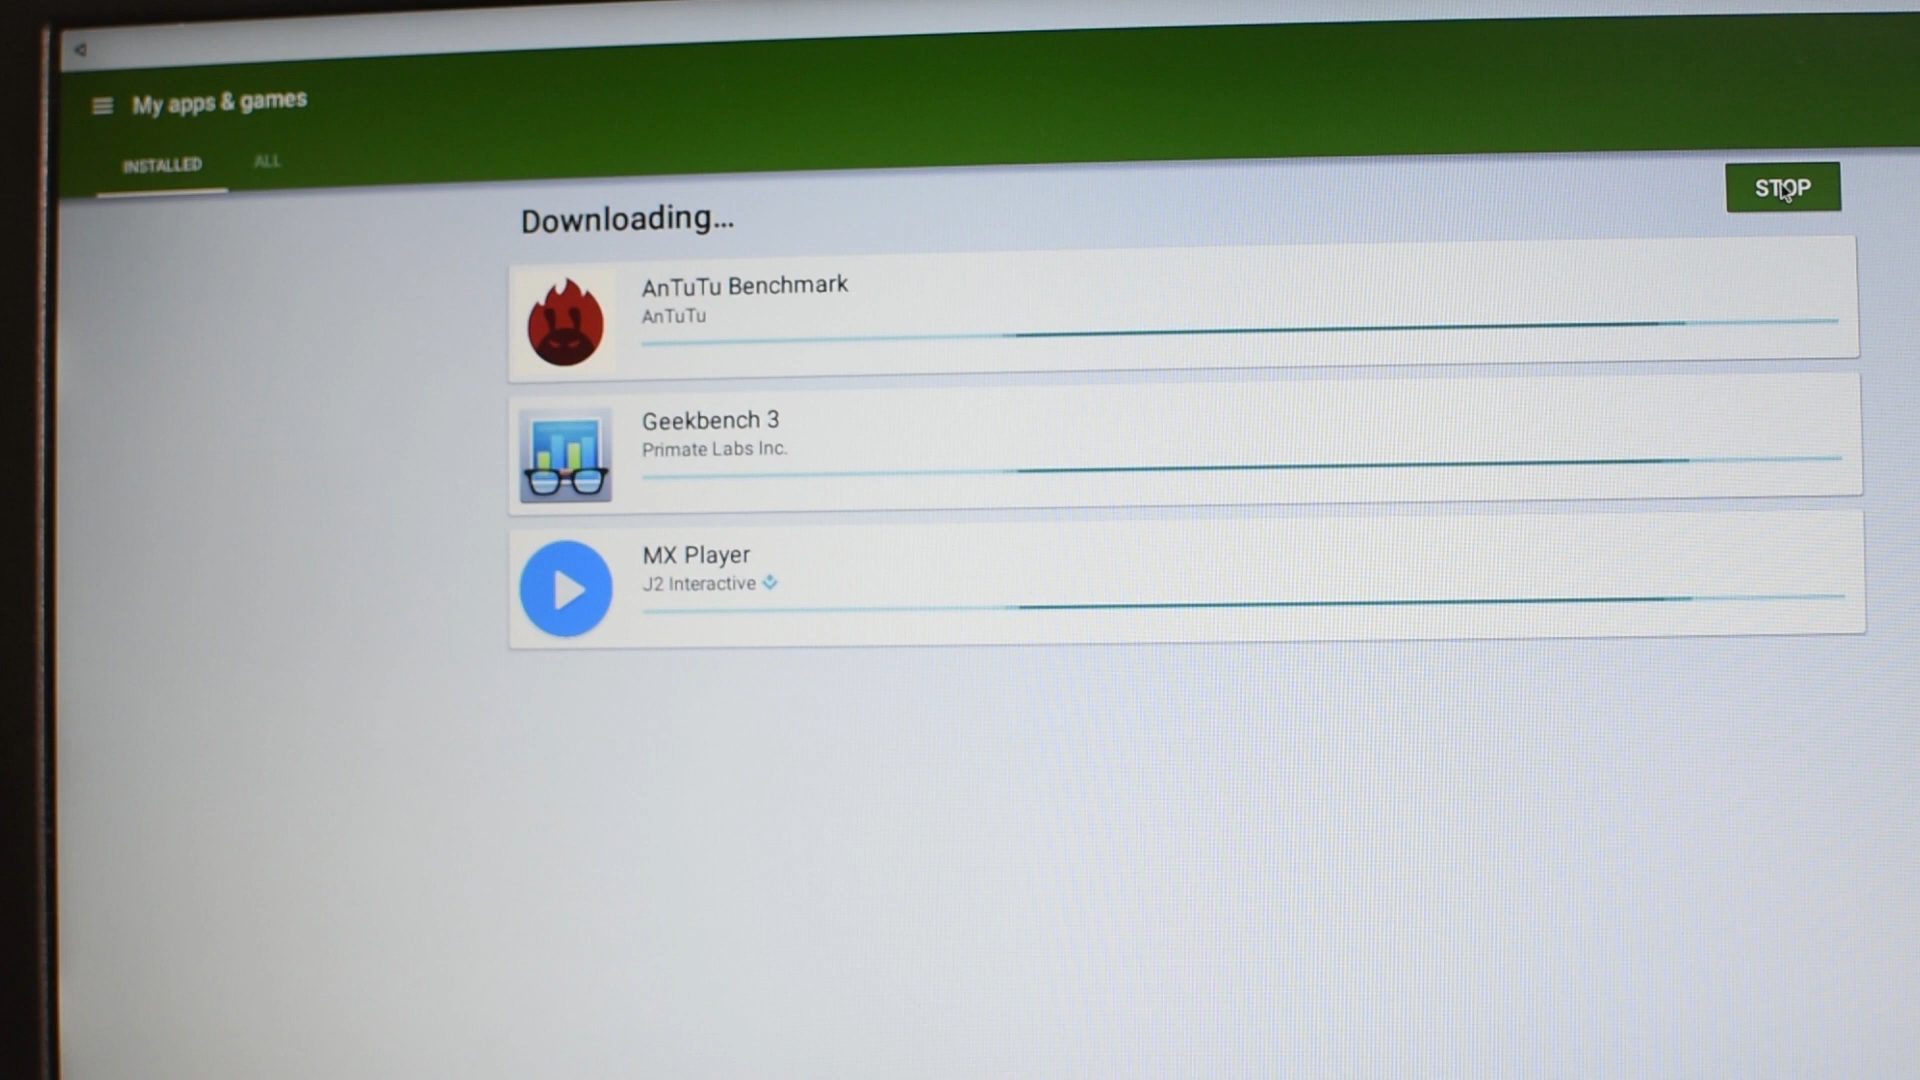 My apps & games
INSTALLED
ALL
STOP
Downloading...
AnTuTu Benchmark
AnTuTu
Geekbench 3
Primate Labs Inc.
MX Player
J2 Interactive